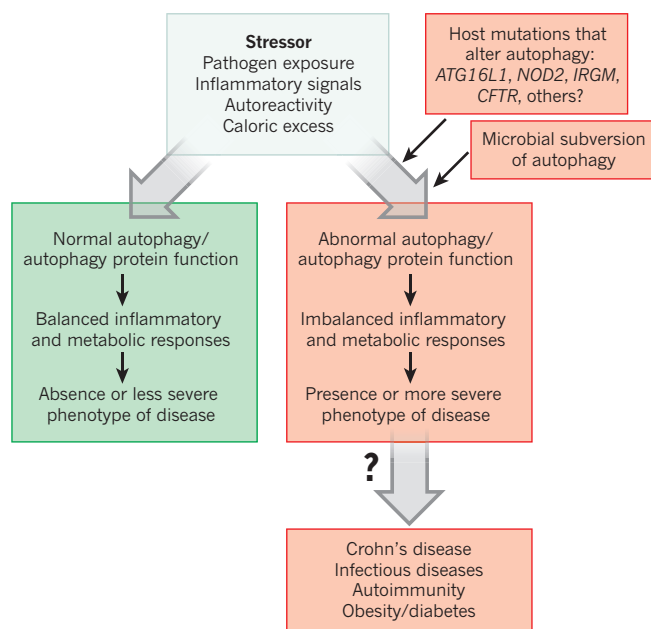 Stressor
Pathogen exposure
Inflammatory signals
Autoreactivity
Caloric excess
Host mutations that
alter autophagy:
ATG16L1, NOD2, IRGM,
CFTR, others?
Microbial subversion
of autophagy
Normal autophagy/
autophagy protein function
Balanced inflammatory
and metabolic responses
Absence or less severe
phenotype of disease
Abnormal autophagy/
autophagy protein function
Imbalanced inflammatory
and metabolic responses
Presence or more severe
phenotype of disease
?
Crohn’s disease
Infectious diseases
Autoimmunity
Obesity/diabetes